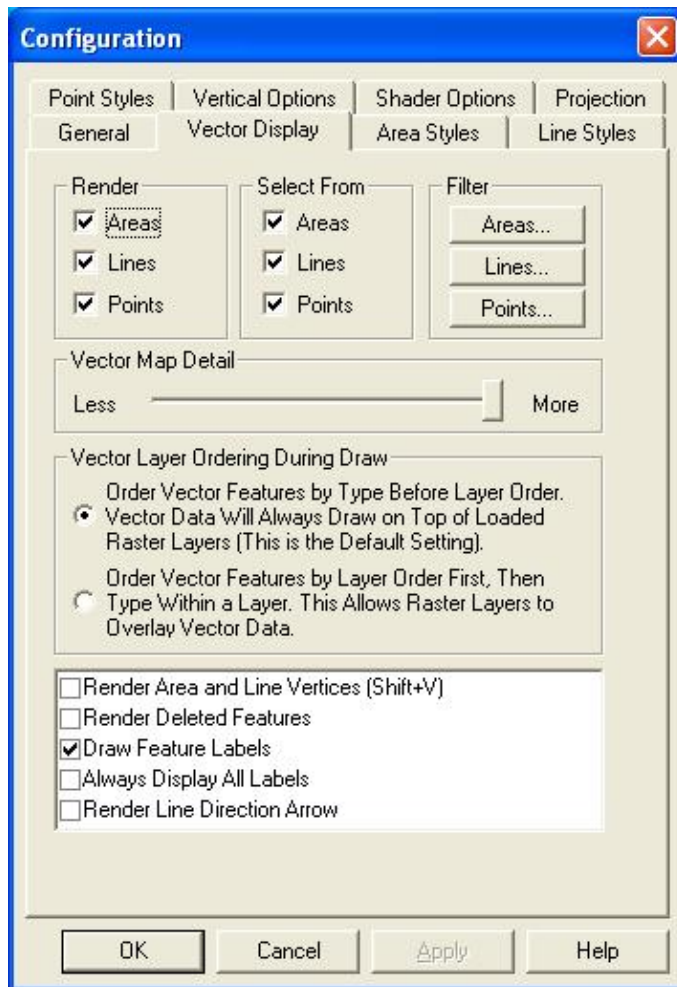 Configuration
Point Styles
Vertical Options
Shader Options
Projection
General
Vector Display
Area Styles
Line Styles
Render
Areas
Lines
Points
Select From
Areas
Lines
Points
Filter
Areas...
Lines...
Points...
Vector Map Detail
Less
More
Vector Layer Ordering During Draw
Order Vector Features by Type Before Layer Order.
Vector Data Will Always Draw on Top of Loaded
Raster Layers (This is the Default Setting).
Order Vector Features by Layer Order First, Then
Type Within a Layer. This Allows Raster Layers to
Overlay Vector Data.
Render Area and Line Vertices (Shift+V)
Render Deleted Features
Draw Feature Labels
Always Display All Labels
Render Line Direction Arrow
OK
Cancel
Apply
Help